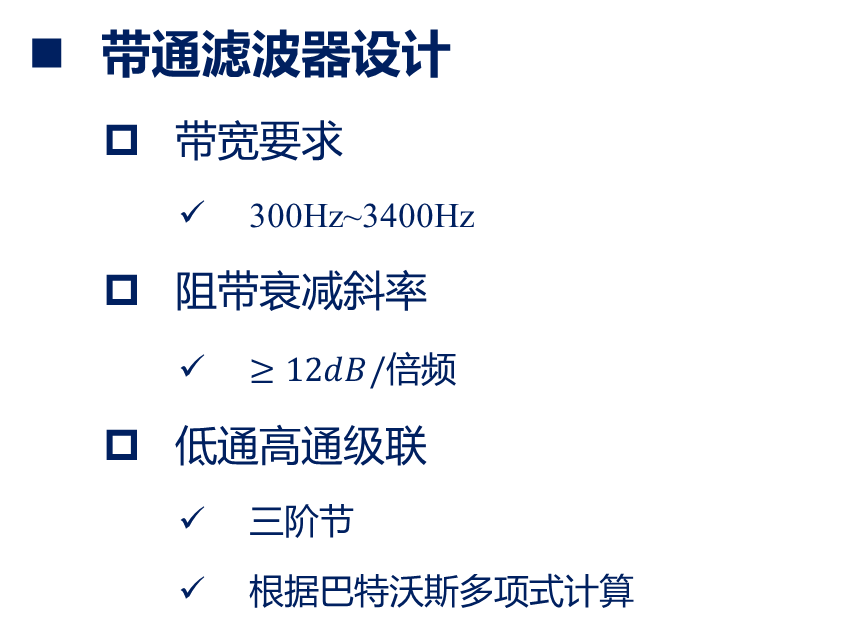 带通滤波器设计
带宽要求
300Hz~3400Hz
阻带衰减斜率
≥ 12dB/倍频
低通高通级联
三阶节
根据巴特沃斯多项式计算